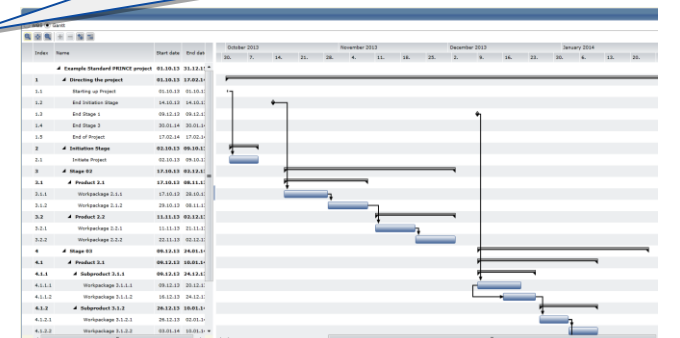 Gantt
October 2013 November 2013 December 2013 January 2014
Index Name Start date End dat 30. 7. 14. 21. 28. 4. 11. 18. 25. 2. 9. 16. 23. 30. 6. 13. 20.
Example Standard PRINCE project 01.10.13 31.12.1
1 Directing the project 01.10.13 17.02.1
1.1 Starting up Project 01.10.13 01.10.1
1.2 End Initiation Stage 14.10.13 14.10.1
1.3 End Stage 1 09.12.13 09.12.1
1.4 End Stage 2 30.01.14 30.01.1
1.5 End of Project 17.02.14 17.02.1
2 Initiation Stage 02.10.13 09.10.1
2.1 Initiate Project 02.10.13 09.10.1
3 Stage 02 17.10.13 02.12.1
3.1 Product 2.1 17.10.13 08.11.1
3.1.1 Workpackage 2.1.1 17.10.13 28.10.1
3.1.2 Workpackage 2.1.2 29.10.13 08.11.1
3.2 Product 2.2 11.11.13 02.12.1
3.2.1 Workpackage 2.2.1 11.11.13 21.11.1
3.2.2 Workpackage 2.2.2 22.11.13 02.12.1
4 Stage 03 09.12.13 24.01.1
4.1 Product 3.1 09.12.13 10.01.1
4.1.1 Subproduct 3.1.1 09.12.13 24.12.1
4.1.1.1 Workpackage 3.1.1.1 09.12.13 20.12.1
4.1.1.2 Workpackage 3.1.1.2 16.12.13 24.12.1
4.1.2 Subproduct 3.1.2 26.12.13 10.01.1
4.1.2.1 Workpackage 3.1.2.1 26.12.13 02.01.1
4.1.2.2 Workpackage 3.1.2.2 03.01.14 10.01.1